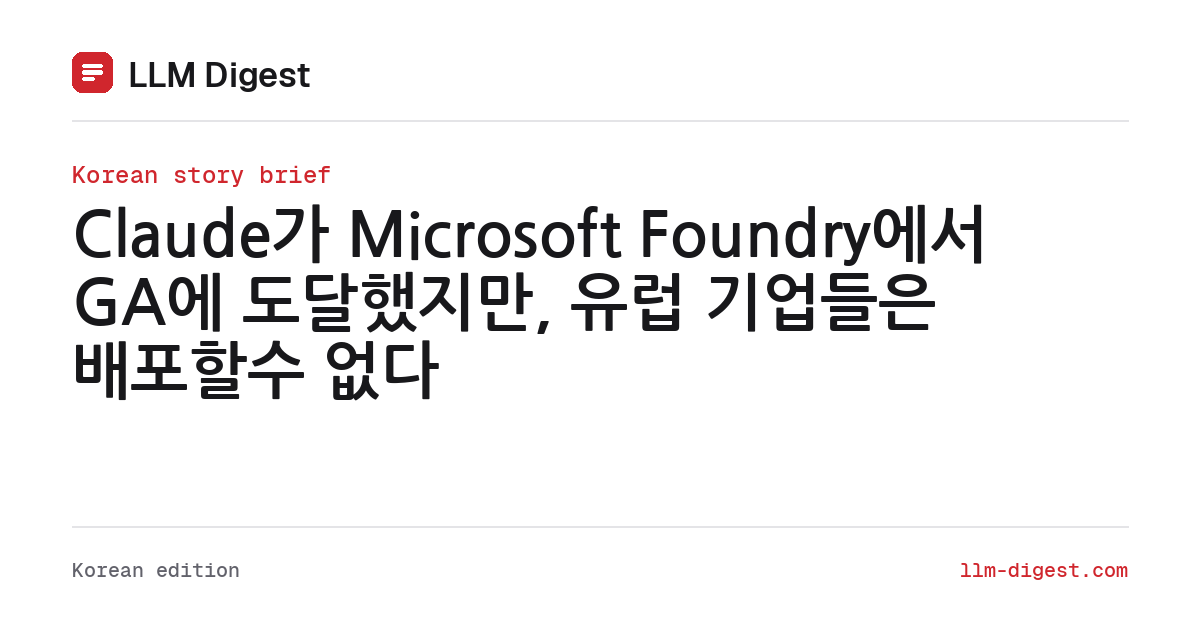 LLM Digest
Korean story brief
Claude가 Microsoft Foundry에서
GA에 도달했지만, 유럽 기업들은
배포할수 없다
Korean edition
llm-digest.com